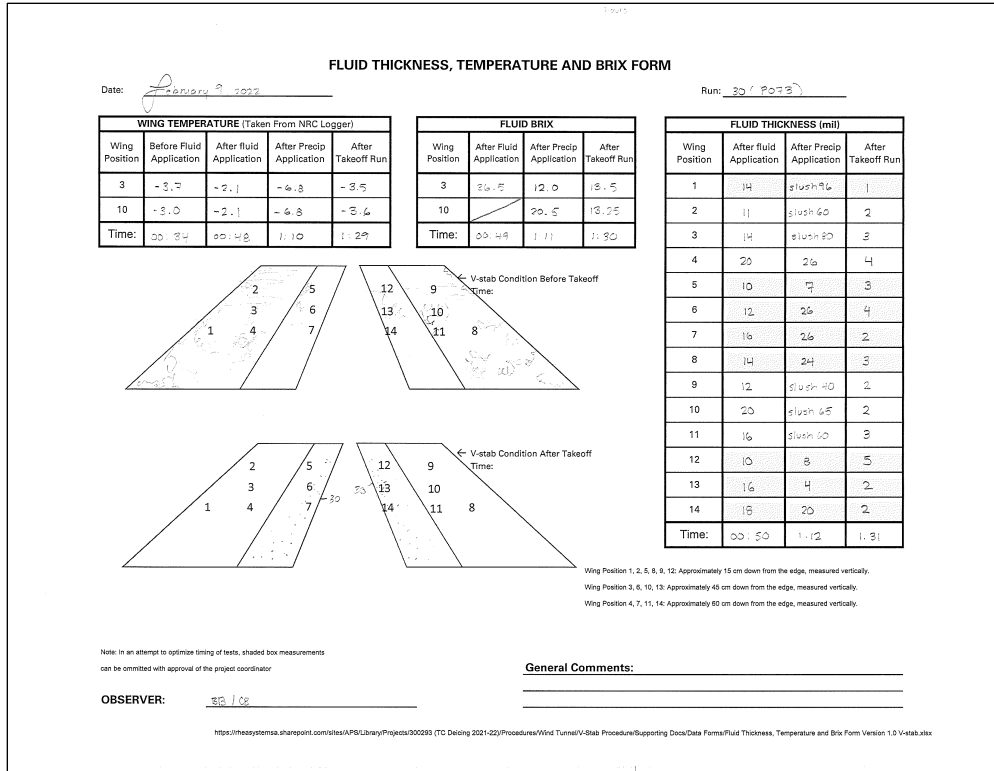 FLUID THICKNESS, TEMPERATURE AND BRIX FORM
Date: February 9, 2022
Run: 30 (P073)
WING TEMPERATURE (Taken From NRC Logger)
Wing Position | Before Fluid Application | After fluid Application | After Precip Application | After Takeoff Run
3 | -3.7 | -2.1 | -6.8 | -3.5
10 | -3.0 | -2.1 | -6.8 | -3.6
Time: | 00:34 | 00:48 | 1:10 | 1:29
FLUID BRIX
Wing Position | After Fluid Application | After Precip Application | After Takeoff Run
3 | 36.5 | 12.0 | 13.5
10 | 20.5 | 13.25
Time: | 00:49 | 1:11 | 1:30
FLUID THICKNESS (mil)
Wing Position | After fluid Application | After Precip Application | After Takeoff Run
1 | 14 | slush 96 | 1
2 | 11 | slush 60 | 2
3 | 14 | slush 80 | 3
4 | 20 | 26 | 4
5 | 10 | 7 | 3
6 | 12 | 26 | 4
7 | 16 | 26 | 2
8 | 14 | 24 | 3
9 | 12 | slush 40 | 2
10 | 20 | slush 65 | 2
11 | 16 | slush 60 | 3
12 | 10 | 8 | 5
13 | 16 | 4 | 2
14 | 18 | 20 | 2
Time: | 00:50 | 1:12 | 1:31
← V-stab Condition Before Takeoff
Time:
2 5 12 9
3 6 13 10
1 4 7 14 11 8
← V-stab Condition After Takeoff
Time:
2 5 12 9
3 6 30 13 10
1 4 7 30 14 11 8
Wing Position 1, 2, 5, 8, 9, 12: Approximately 15 cm down from the edge, measured vertically.
Wing Position 3, 6, 10, 13: Approximately 45 cm down from the edge, measured vertically.
Wing Position 4, 7, 11, 14: Approximately 60 cm down from the edge, measured vertically.
Note: In an attempt to optimize timing of tests, shaded box measurements
can be ommitted with approval of the project coordinator
General Comments:
OBSERVER: BB / CB
https://rheasystemsa.sharepoint.com/sites/APS/Library/Projects/300293 (TC Deicing 2021-22)/Procedures/Wind Tunnel/V-Stab Procedure/Supporting Docs/Data Forms/Fluid Thickness, Temperature and Brix Form Version 1.0 V-stab.xlsx